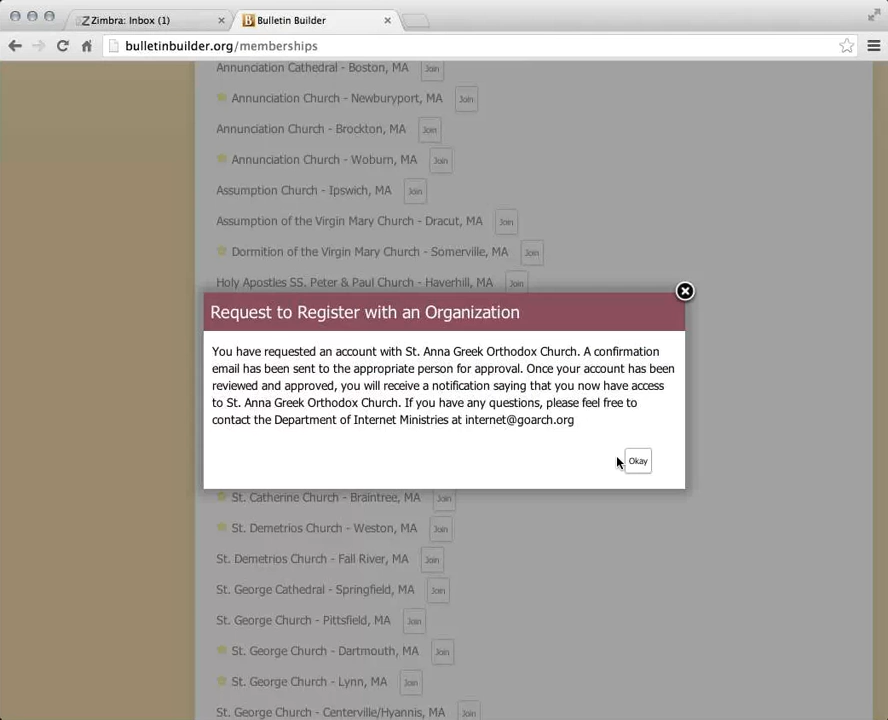 Zimbra: Inbox (1)
Bulletin Builder
bulletinbuilder.org/memberships
Annunciation Cathedral - Boston, MA Join
Annunciation Church - Newburyport, MA Join
Annunciation Church - Brockton, MA Join
Annunciation Church - Woburn, MA Join
Assumption Church - Ipswich, MA Join
Assumption of the Virgin Mary Church - Dracut, MA Join
Dormition of the Virgin Mary Church - Somerville, MA Join
Holy Apostles SS. Peter & Paul Church - Haverhill, MA Join
Request to Register with an Organization
You have requested an account with St. Anna Greek Orthodox Church. A confirmation
email has been sent to the appropriate person for approval. Once your account has been
reviewed and approved, you will receive a notification saying that you now have access
to St. Anna Greek Orthodox Church. If you have any questions, please feel free to
contact the Department of Internet Ministries at internet@goarch.org
Okay
St. Catherine Church - Braintree, MA Join
St. Demetrios Church - Weston, MA Join
St. Demetrios Church - Fall River, MA Join
St. George Cathedral - Springfield, MA Join
St. George Church - Pittsfield, MA Join
St. George Church - Dartmouth, MA Join
St. George Church - Lynn, MA Join
St. George Church - Centerville/Hyannis, MA Join